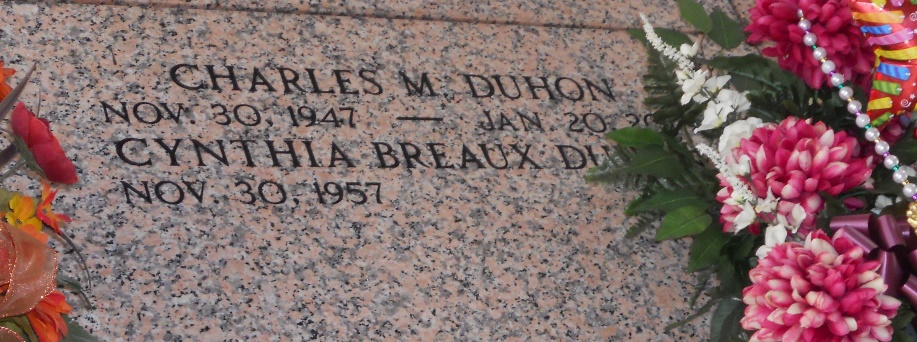 CHARLES M. DUHON
NOV. 30, 1947 — JAN 20, 
CYNTHIA BREAUX
NOV. 30, 1957